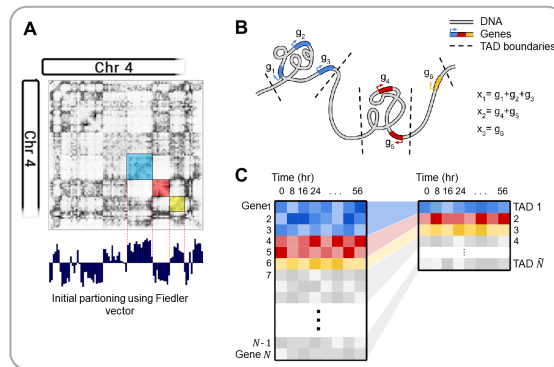 A
Chr 4
Chr 4
Initial partioning using Fiedler
vector
B
DNA
Genes
TAD boundaries
g1
g2
g3
g4
g5
g6
x1 = g1+g2+g3
x2 = g4+g5
x3 = g6
C
Time (hr)
0 8 16 24 ... 56
Gene1
2
3
4
5
6
7
N-1
Gene N
Time (hr)
0 8 16 24 ... 56
TAD 1
2
3
4
TAD Ñ